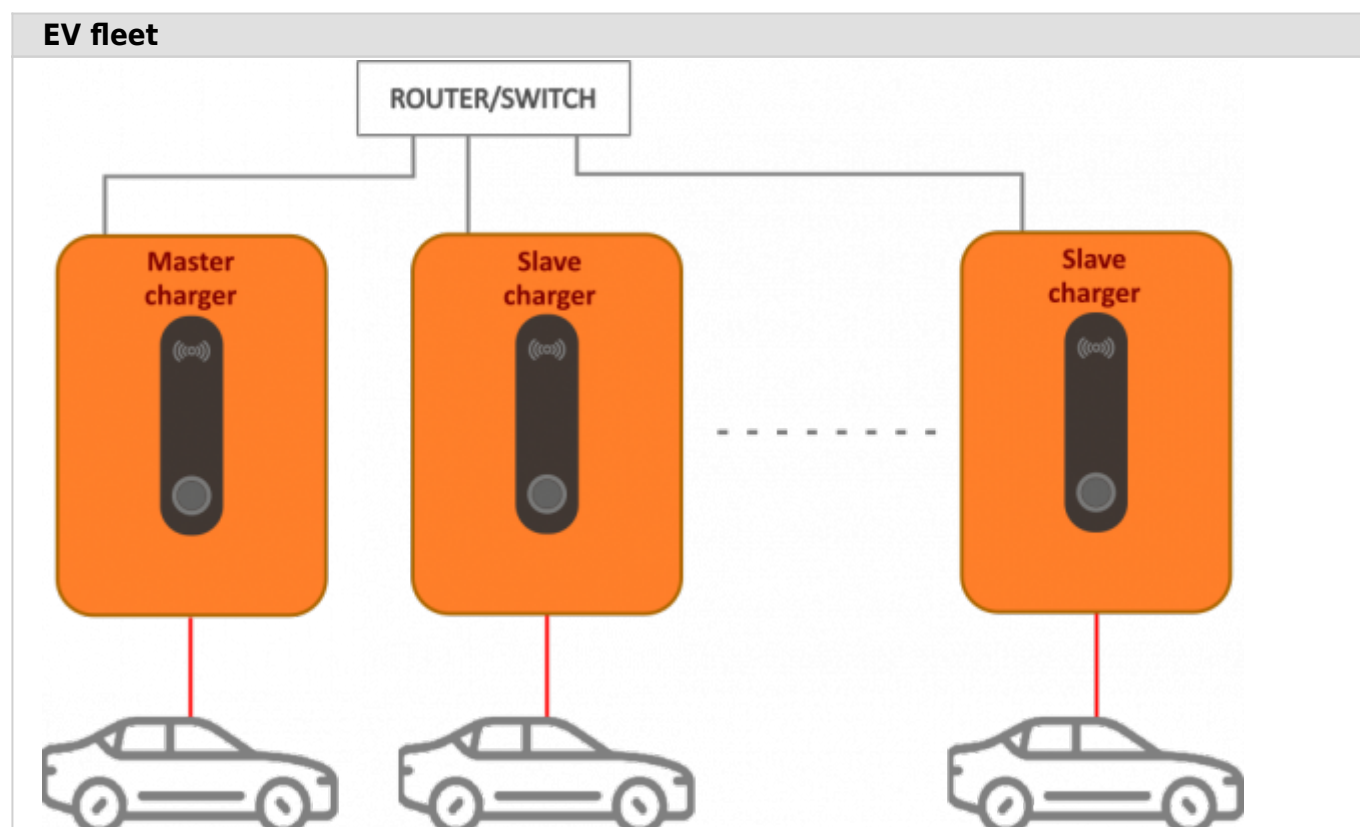 EV fleet
ROUTER/SWITCH
Master
charger
Slave
charger
Slave
charger